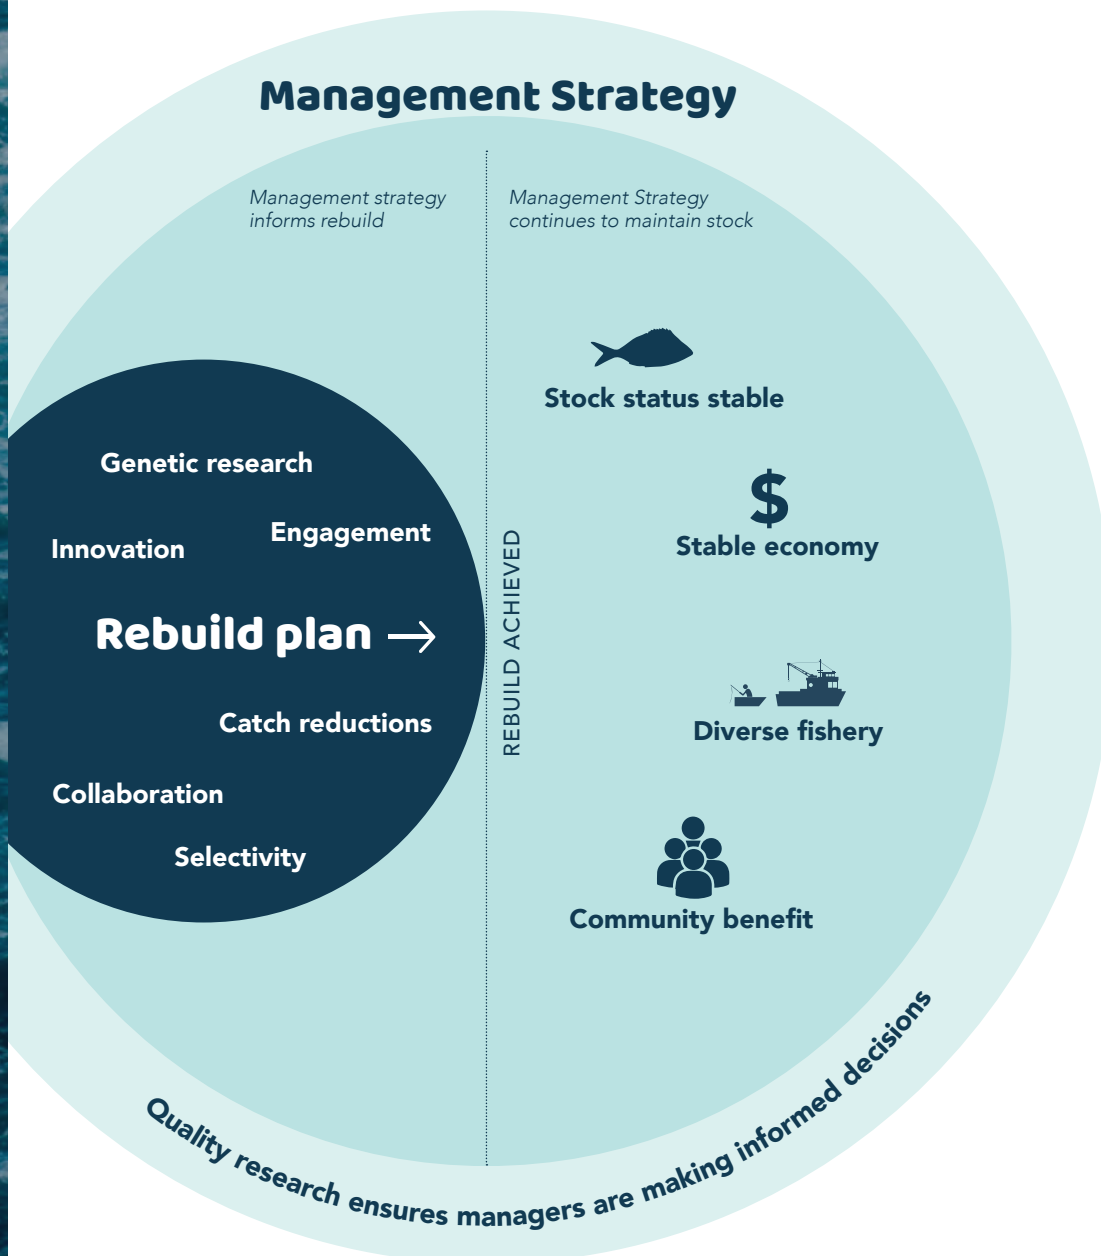 Management Strategy
Management strategy
informs rebuild
Management Strategy
continues to maintain stock
Genetic research
Engagement
Innovation
Rebuild plan
Catch reductions
Collaboration
Selectivity
REBUILD ACHIEVED
Stock status stable
$
Stable economy
Diverse fishery
Community benefit
Quality research ensures managers are making informed decisions